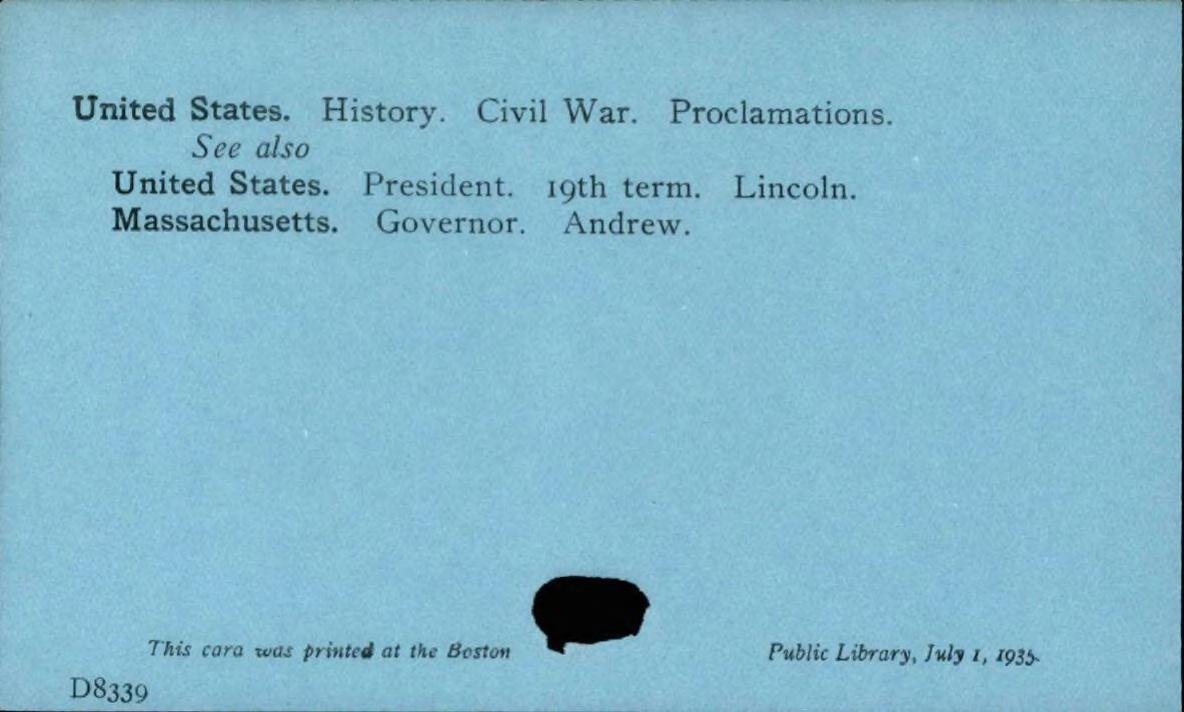 United States. History. Civil War. Proclamations.
See also
United States. President. 19th term. Lincoln.
Massachusetts. Governor. Andrew.
This cara was printed at the Boston Public Library, July 1, 1935.
D8339